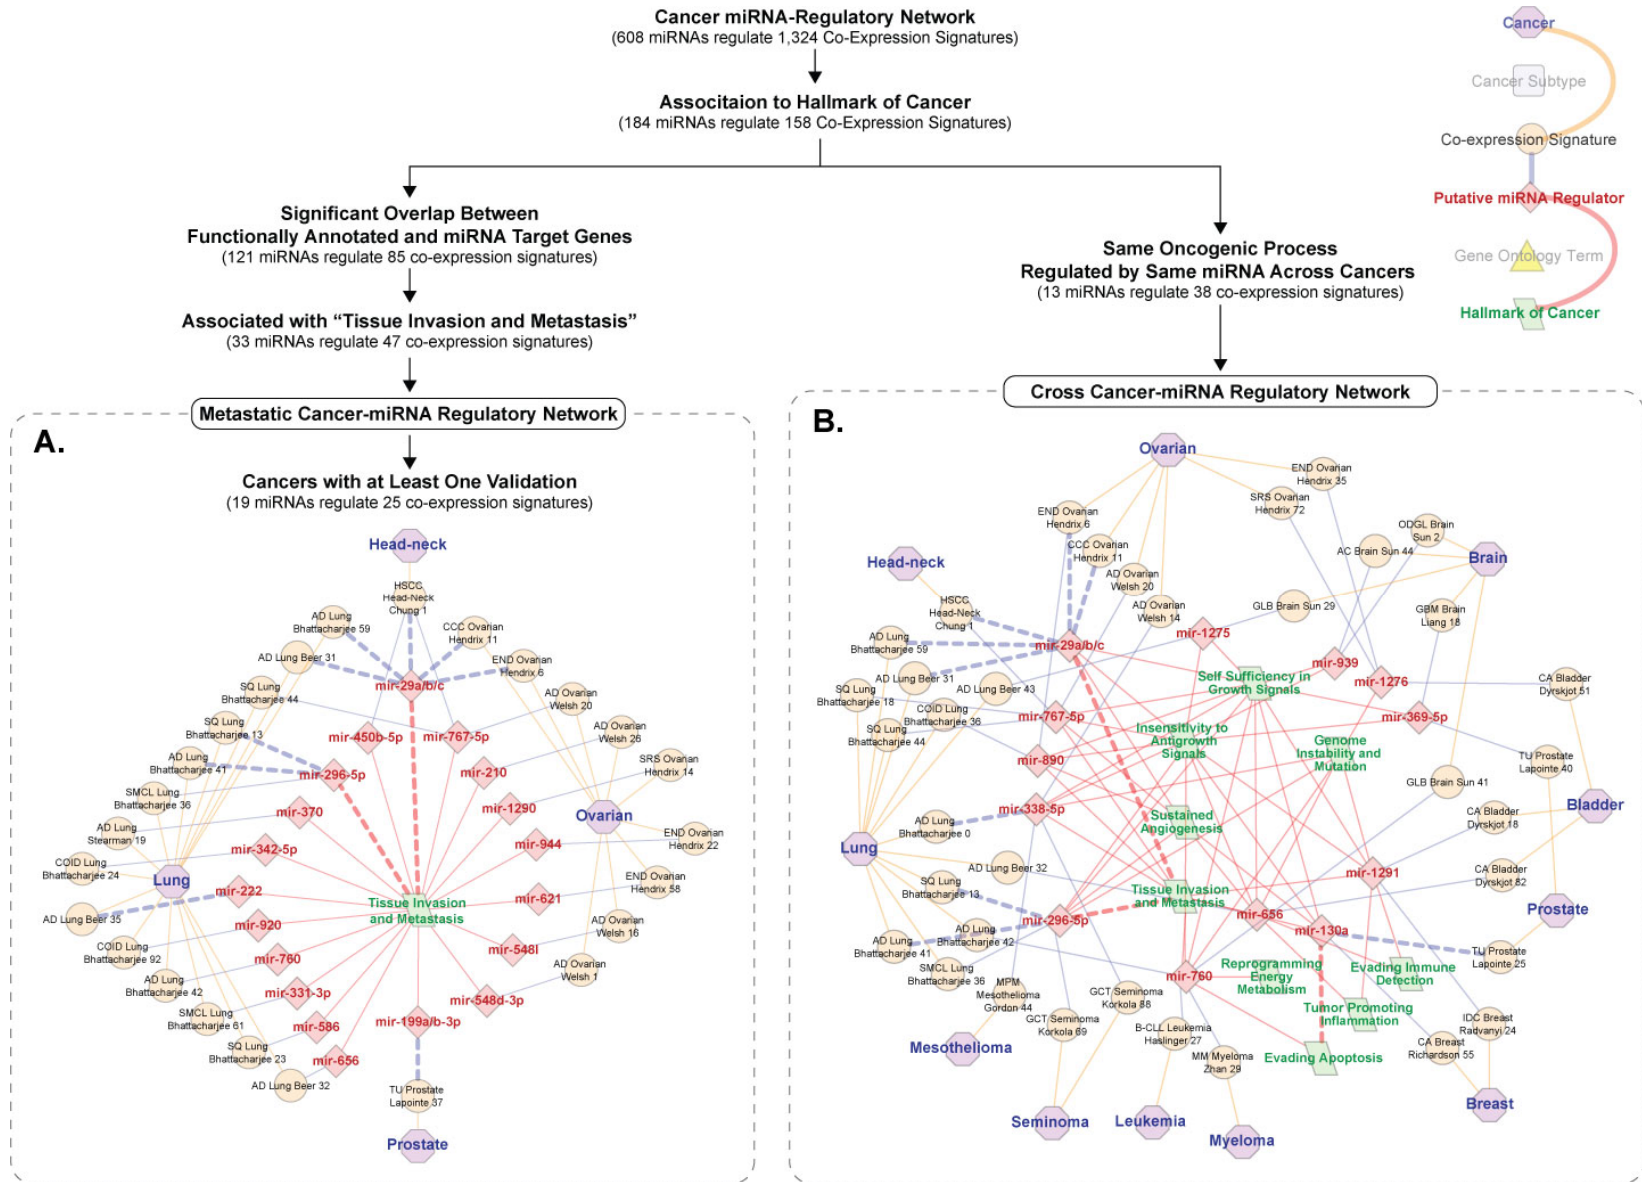 Cancer miRNA-Regulatory Network
(608 miRNAs regulate 1,324 Co-Expression Signatures)
Associtaion to Hallmark of Cancer
(184 miRNAs regulate 158 Co-Expression Signatures)
Cancer
Cancer Subtype
Co-expression Signature
Putative miRNA Regulator
Gene Ontology Term
Hallmark of Cancer
Significant Overlap Between
Functionally Annotated and miRNA Target Genes
(121 miRNAs regulate 85 co-expression signatures)
Associated with “Tissue Invasion and Metastasis”
(33 miRNAs regulate 47 co-expression signatures)
Same Oncogenic Process
Regulated by Same miRNA Across Cancers
(13 miRNAs regulate 38 co-expression signatures)
Metastatic Cancer-miRNA Regulatory Network
A.
Cancers with at Least One Validation
(19 miRNAs regulate 25 co-expression signatures)
Head-neck
HSCC
Head-Neck
Chung 1
AD Lung
Bhattacharjee 59
CCC Ovarian
Hendrix 11
AD Lung Beer 31
END Ovarian
Hendrix 6
mir-29a/b/c
SQ Lung
Bhattacharjee 44
AD Ovarian
Welsh 20
SQ Lung
Bhattacharjee 13
mir-450b-5p
mir-767-5p
AD Ovarian
Welsh 26
AD Lung
Bhattacharjee 41
mir-296-5p
mir-210
SRS Ovarian
Hendrix 14
SMCL Lung
Bhattacharjee 36
mir-370
mir-1290
Ovarian
AD Lung
Stearman 19
mir-342-5p
mir-944
END Ovarian
Hendrix 22
COID Lung
Bhattacharjee 24
Lung
mir-222
mir-621
END Ovarian
Hendrix 58
Tissue Invasion
and Metastasis
AD Lung Beer 35
mir-920
AD Ovarian
Welsh 16
COID Lung
Bhattacharjee 92
mir-760
mir-548l
AD Ovarian
Welsh 1
AD Lung
Bhattacharjee 42
mir-331-3p
mir-548d-3p
SMCL Lung
Bhattacharjee 61
mir-586
mir-199a/b-3p
SQ Lung
Bhattacharjee 23
mir-656
AD Lung Beer 32
TU Prostate
Lapointe 37
Prostate
Cross Cancer-miRNA Regulatory Network
B.
Ovarian
END Ovarian
Hendrix 35
SRS Ovarian
Hendrix 72
END Ovarian
Hendrix 6
ODGL Brain
Sun 2
CCC Ovarian
Hendrix 11
AC Brain Sun 44
Brain
Head-neck
AD Ovarian
Welsh 20
HSCC
Head-Neck
Chung 1
AD Ovarian
Welsh 14
GLB Brain Sun 29
GBM Brain
Liang 18
AD Lung
Bhattacharjee 59
mir-29a/b/c
mir-1275
mir-939
AD Lung Beer 31
AD Lung Beer 43
Self Sufficiency in
Growth Signals
mir-1276
CA Bladder
Dyrskjot 51
SQ Lung
Bhattacharjee 18
COID Lung
Bhattacharjee 36
mir-767-5p
mir-369-5p
SQ Lung
Bhattacharjee 44
Insensitivity to
Antigrowth
Signals
Genome
Instability and
Mutation
mir-890
TU Prostate
Lapointe 40
GLB Brain Sun 41
mir-338-5p
Bladder
AD Lung
Bhattacharjee 0
Sustained
Angiogenesis
CA Bladder
Dyrskjot 18
Lung
AD Lung Beer 32
mir-1291
CA Bladder
Dyrskjot 82
SQ Lung
Bhattacharjee 13
Tissue Invasion
and Metastasis
mir-296-5p
mir-656
mir-130a
Prostate
AD Lung
Bhattacharjee 41
AD Lung
Bhattacharjee 42
TU Prostate
Lapointe 25
SMCL Lung
Bhattacharjee 36
mir-760
Reprogramming
Energy
Metabolism
Evading Immune
Detection
MPM
Mesothelioma
Gordon 44
GCT Seminoma
Korkola 88
Tumor Promoting
Inflammation
GCT Seminoma
Korkola 69
B-CLL Leukemia
Haslinger 27
IDC Breast
Radvanyi 24
Mesothelioma
MM Myeloma
Zhan 29
Evading Apoptosis
CA Breast
Richardson 55
Seminoma
Leukemia
Myeloma
Breast